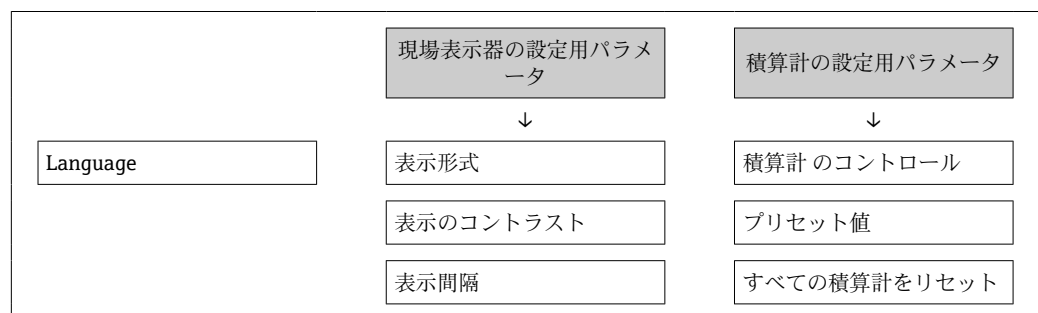 現場表示器の設定用パラメ
ータ
積算計の設定用パラメータ
↓
↓
Language
表示形式
積算計 のコントロール
表示のコントラスト
プリセット値
表示間隔
すべての積算計をリセット